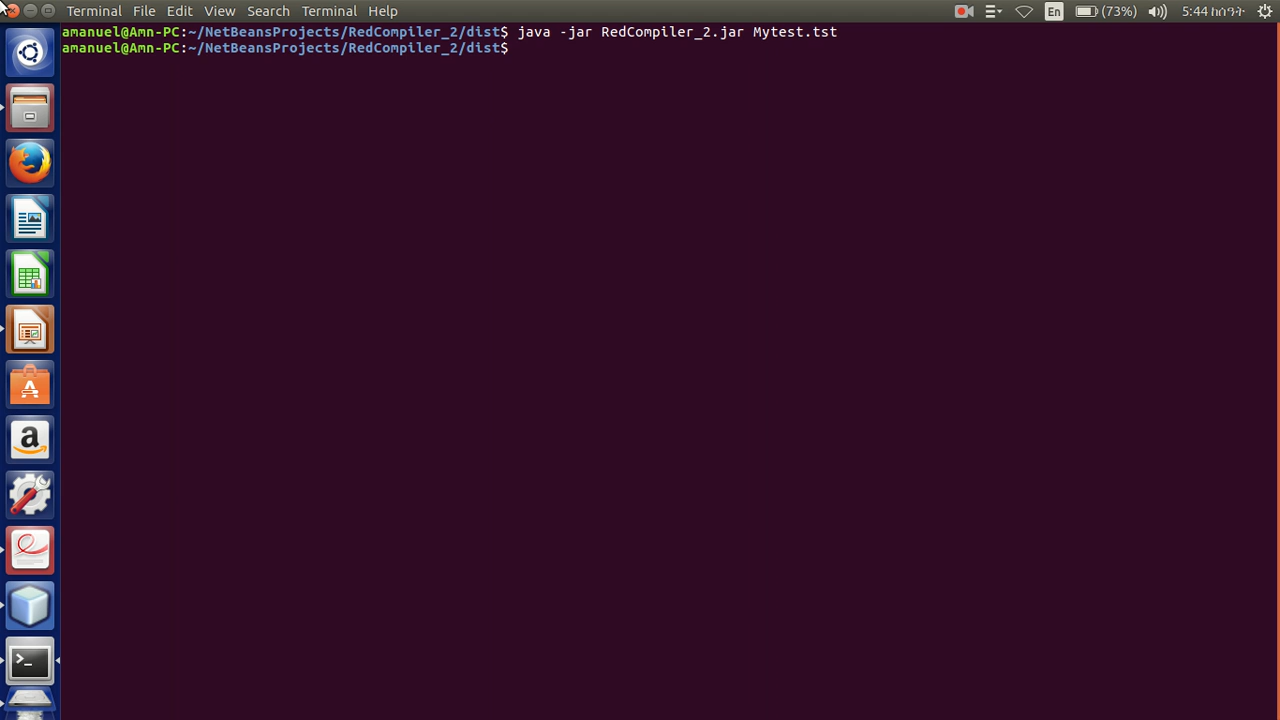 Terminal File Edit View Search Terminal Help En (73%) 5:44 ከሰዓት
amanuel@Amn-PC:~/NetBeansProjects/RedCompiler_2/dist$ java -jar RedCompiler_2.jar Mytest.tst
amanuel@Amn-PC:~/NetBeansProjects/RedCompiler_2/dist$